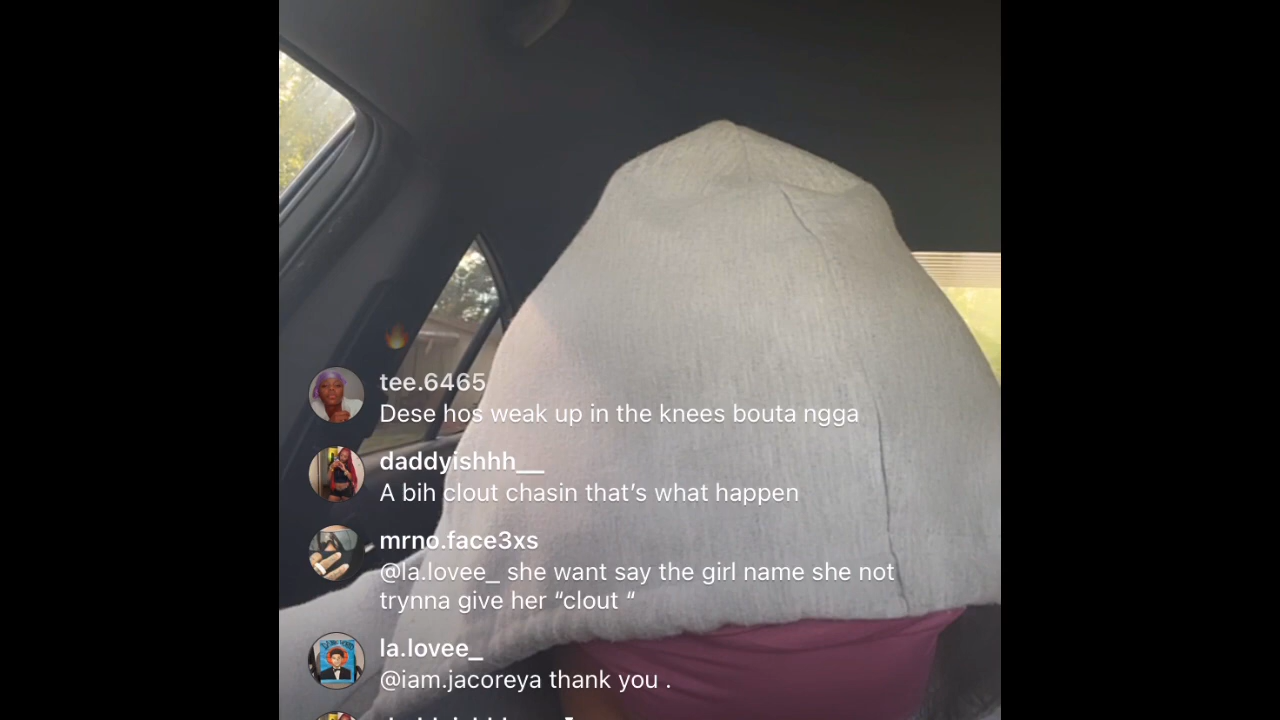 tee.6465
Dese hos weak up in the knees bouta ngga
daddyishhh__
A bih clout chasin that’s what happen
mrno.face3xs
@la.lovee_ she want say the girl name she not
trynna give her “clout “
la.lovee_
@iam.jacoreya thank you .